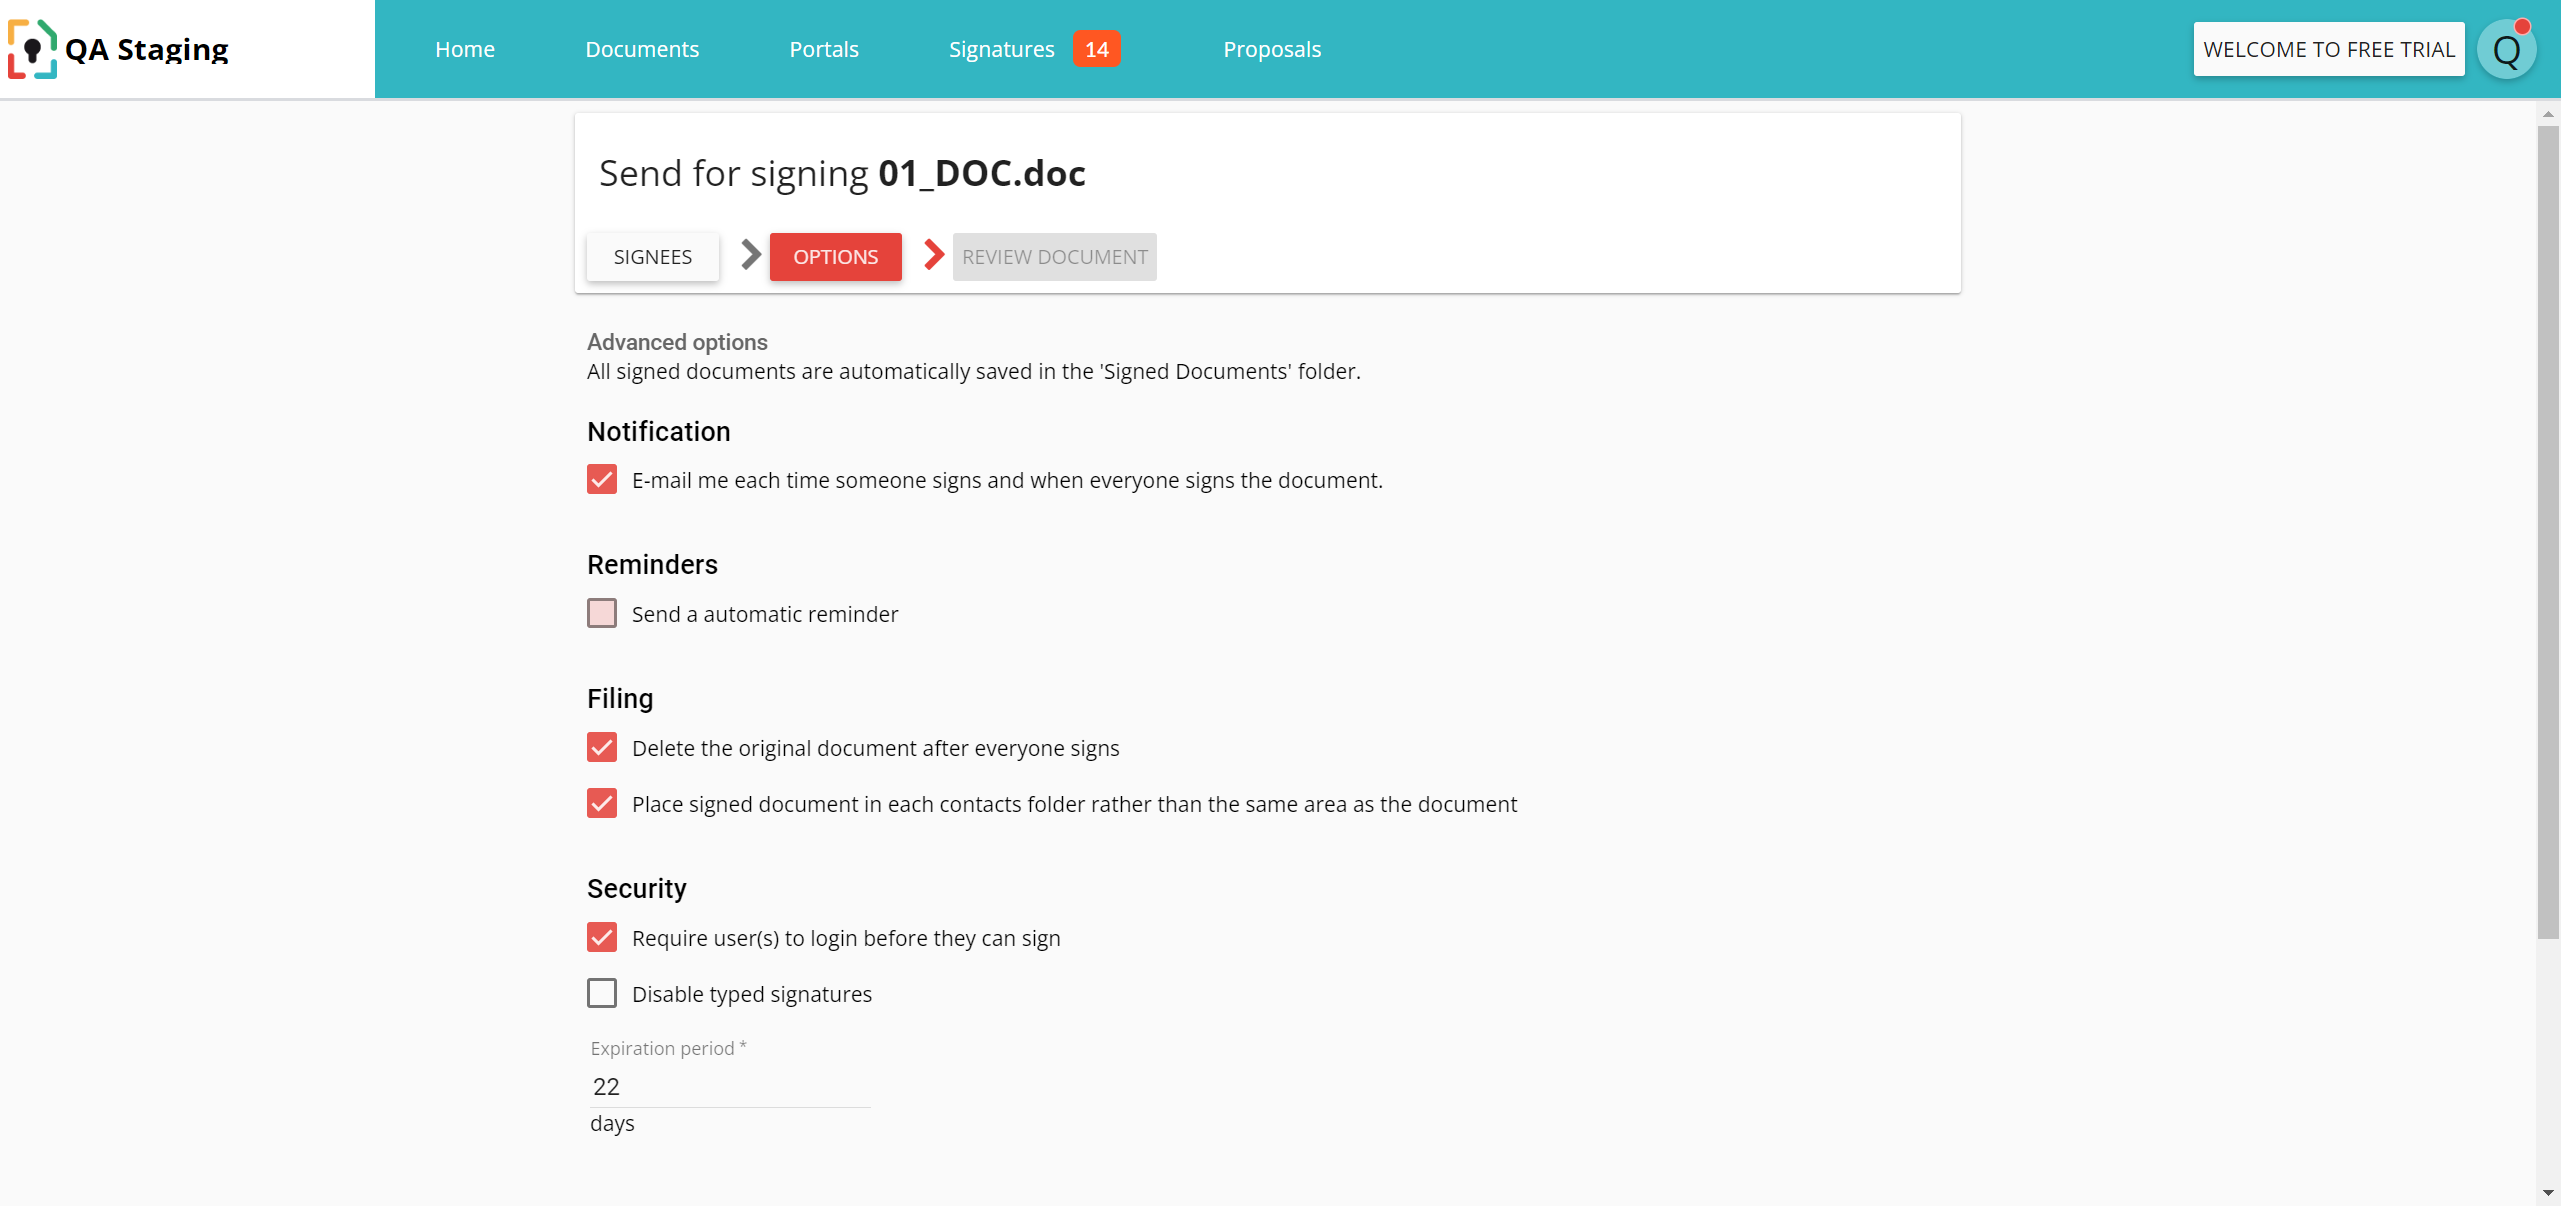 QA Staging
Home
Documents
Portals
Signatures 14
Proposals
WELCOME TO FREE TRIAL
Q
Send for signing 01_DOC.doc
SIGNEES
OPTIONS
REVIEW DOCUMENT
Advanced options
All signed documents are automatically saved in the 'Signed Documents' folder.
Notification
E-mail me each time someone signs and when everyone signs the document.
Reminders
Send a automatic reminder
Filing
Delete the original document after everyone signs
Place signed document in each contacts folder rather than the same area as the document
Security
Require user(s) to login before they can sign
Disable typed signatures
Expiration period *
22
days